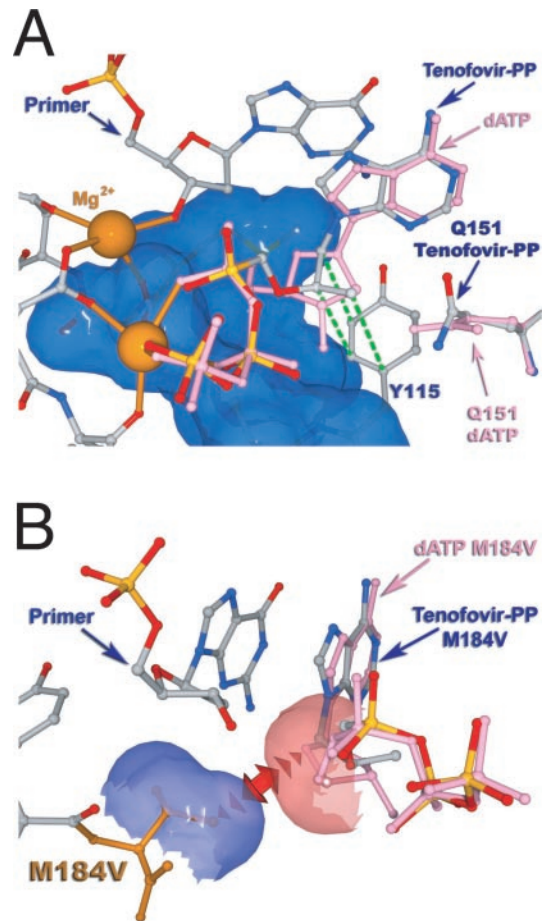 A
Tenofovir-PP
Primer
dATP
Mg2+
Q151
Tenofovir-PP
Y115
Q151
dATP
B
dATP M184V
Primer
Tenofovir-PP
M184V
M184V